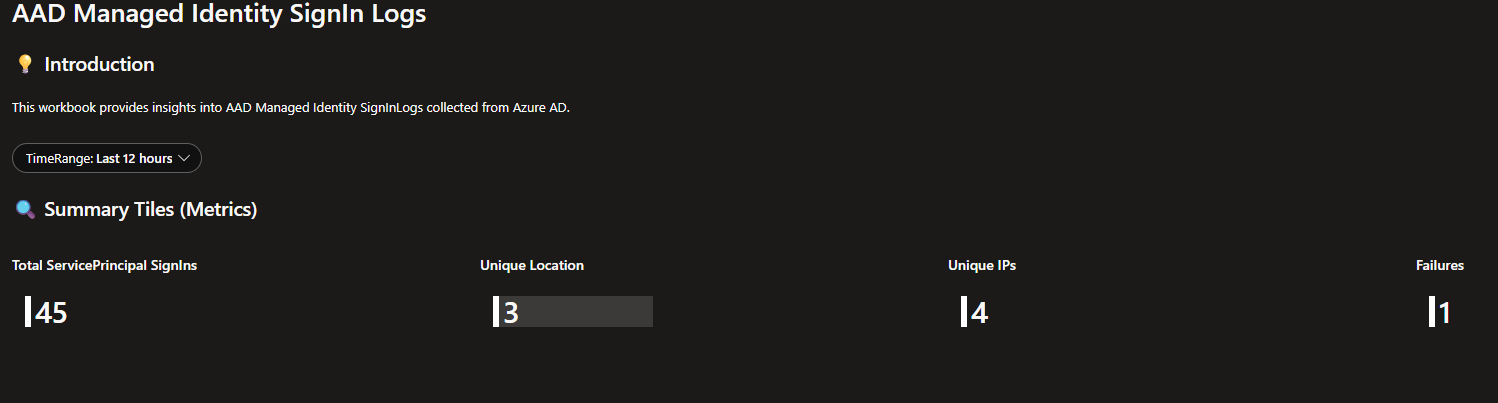 AAD Managed Identity SignIn Logs
💡 Introduction
This workbook provides insights into AAD Managed Identity SignInLogs collected from Azure AD.
TimeRange: Last 12 hours
🔍 Summary Tiles (Metrics)
Total ServicePrincipal SignIns Unique Location Unique IPs Failures
45 3 4 1